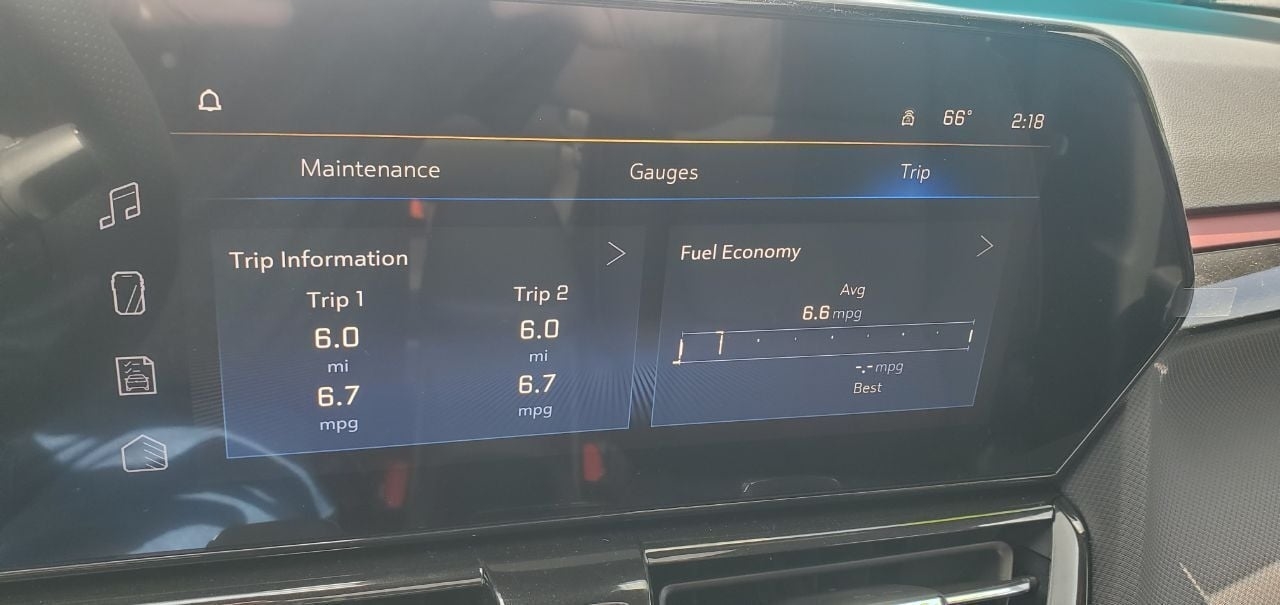 66° 2:18
Maintenance Gauges Trip
Trip Information
Trip 1 Trip 2
6.0 6.0
mi mi
6.7 6.7
mpg mpg
Fuel Economy
Avg
6.6 mpg
-.- mpg
Best